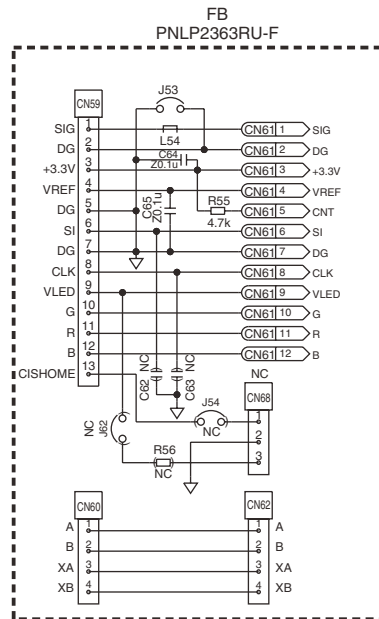 FB
PNLP2363RU-F
CN59
J53
SIG 1 L54 CN61 1 SIG
DG 2 CN61 2 DG
C64
Z0.1u
+3.3V 3 CN61 3 +3.3V
VREF 4 CN61 4 VREF
C65
Z0.1u
R55
DG 5 CN61 5 CNT
4.7k
SI 6 CN61 6 SI
DG 7 CN61 7 DG
CLK 8 CN61 8 CLK
VLED 9 CN61 9 VLED
G 10 CN61 10 G
R 11 CN61 11 R
B 12 CN61 12 B
C62 NC
C63 NC
CISHOME 13
NC
CN68
J54
NC
1
2
3
NC
J62
R56
NC
CN60 CN62
A 1 1 A
B 2 2 B
XA 3 3 XA
XB 4 4 XB